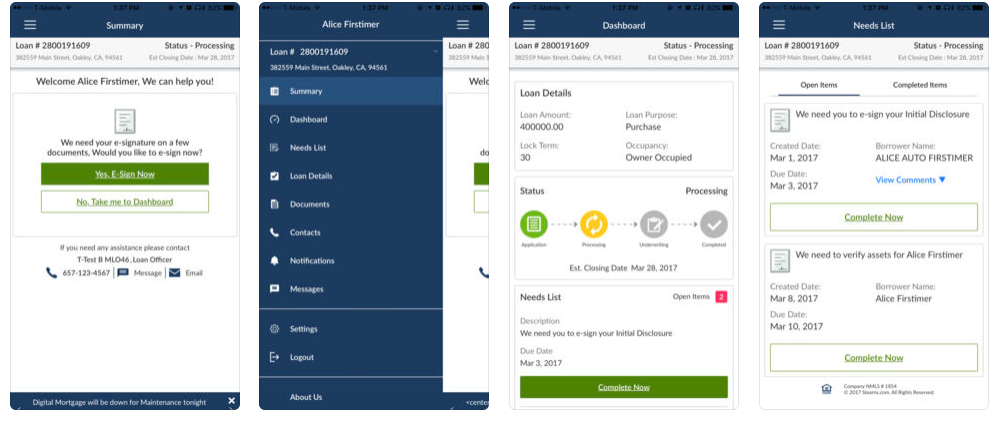 T-Mobile 1:37 PM 82%
Summary
Loan # 2800191609 Status - Processing
382559 Main Street, Oakley, CA, 94561 Est Closing Date : Mar 28, 2017
Welcome Alice Firstimer, We can help you!
We need your e-signature on a few
documents, Would you like to e-sign now?
Yes, E-Sign Now
No, Take me to Dashboard
If you need any assistance please contact
T-Test B MLO46, Loan Officer
657-123-4567 Message Email
Digital Mortgage will be down for Maintenance tonight X
T-Mobile 1:37 PM 82%
Alice Firstimer
Loan # 2800191609
382559 Main Street, Oakley, CA, 94561
Summary
Dashboard
Needs List
Loan Details
Documents
Contacts
Notifications
Messages
Settings
Logout
About Us
Loan # 280
382559 Main S
Welc
do
<cente
T-Mobile 1:37 PM 82%
Dashboard
Loan # 2800191609 Status - Processing
382559 Main Street, Oakley, CA, 94561 Est Closing Date : Mar 28, 2017
Loan Details
Loan Amount: Loan Purpose:
400000.00 Purchase
Lock Term: Occupancy:
30 Owner Occupied
Status Processing
Application Processing Underwriting Completed
Est. Closing Date Mar 28, 2017
Needs List Open Items 2
Description
We need you to e-sign your Initial Disclosure
Due Date
Mar 3, 2017
Complete Now
T-Mobile 1:37 PM 82%
Needs List
Loan # 2800191609 Status - Processing
382559 Main Street, Oakley, CA, 94561 Est Closing Date : Mar 28, 2017
Open Items Completed Items
We need you to e-sign your Initial Disclosure
Created Date: Borrower Name:
Mar 1, 2017 ALICE AUTO FIRSTIMER
Due Date:
Mar 3, 2017 View Comments ▼
Complete Now
We need to verify assets for Alice Firstimer
Created Date: Borrower Name:
Mar 8, 2017 Alice Firstimer
Due Date:
Mar 10, 2017
Complete Now
Company NMLS # 1854
© 2017 Stearns.com, All Rights Reserved.